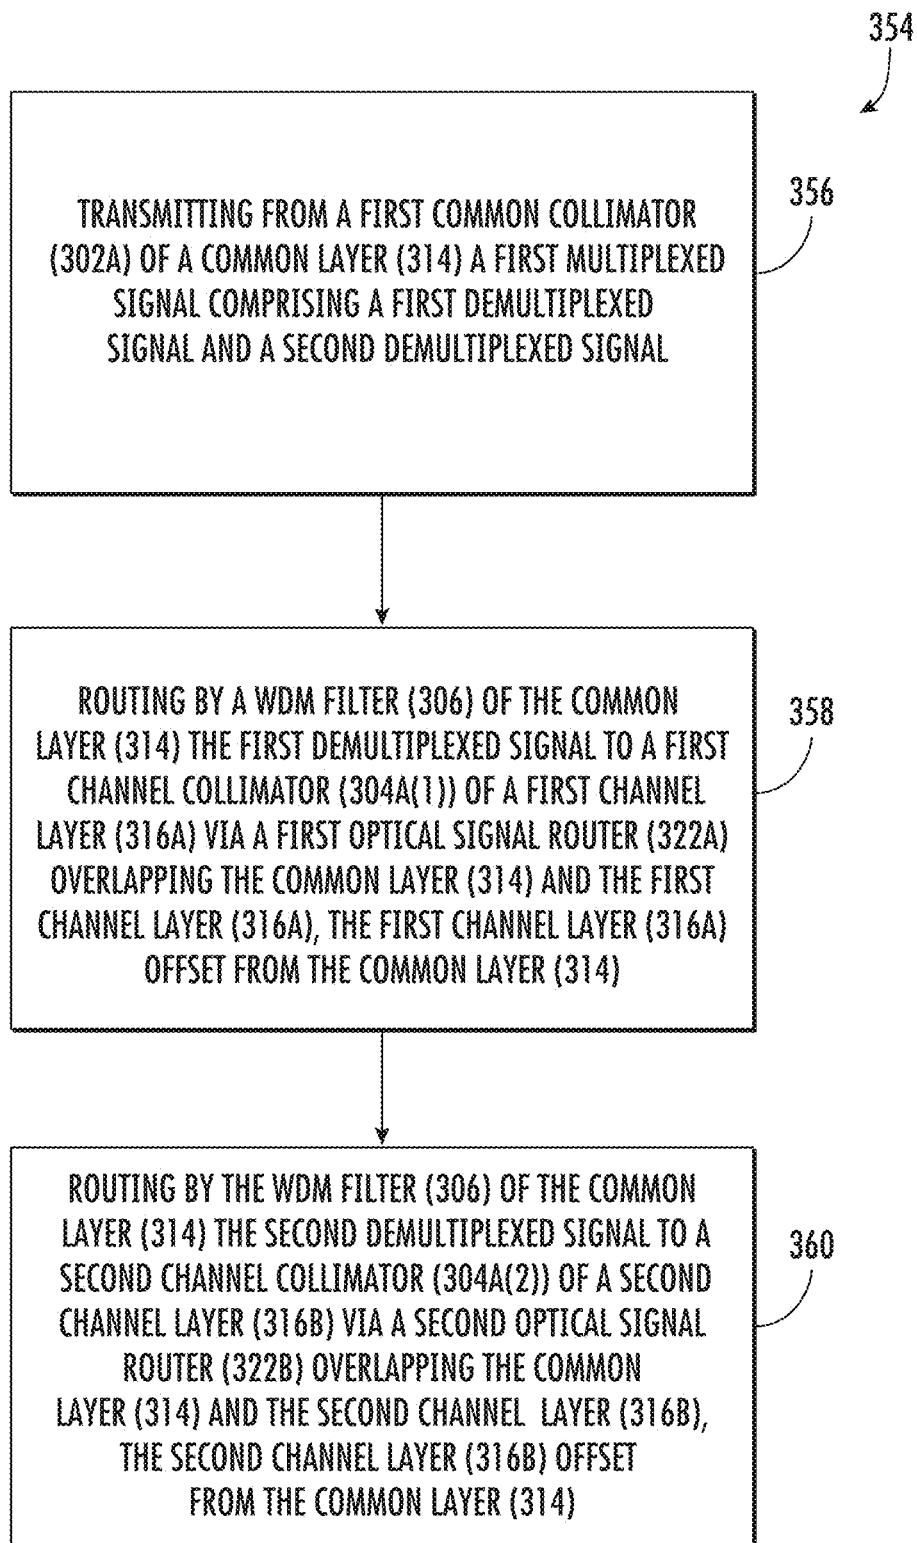 354
356
TRANSMITTING FROM A FIRST COMMON COLLIMATOR
(302A) OF A COMMON LAYER (314) A FIRST MULTIPLEXED
SIGNAL COMPRISING A FIRST DEMULTIPLEXED
SIGNAL AND A SECOND DEMULTIPLEXED SIGNAL
358
ROUTING BY A WDM FILTER (306) OF THE COMMON
LAYER (314) THE FIRST DEMULTIPLEXED SIGNAL TO A FIRST
CHANNEL COLLIMATOR (304A(1)) OF A FIRST CHANNEL
LAYER (316A) VIA A FIRST OPTICAL SIGNAL ROUTER (322A)
OVERLAPPING THE COMMON LAYER (314) AND THE FIRST
CHANNEL LAYER (316A), THE FIRST CHANNEL LAYER (316A)
OFFSET FROM THE COMMON LAYER (314)
360
ROUTING BY THE WDM FILTER (306) OF THE COMMON
LAYER (314) THE SECOND DEMULTIPLEXED SIGNAL TO A
SECOND CHANNEL COLLIMATOR (304A(2)) OF A SECOND
CHANNEL LAYER (316B) VIA A SECOND OPTICAL SIGNAL
ROUTER (322B) OVERLAPPING THE COMMON
LAYER (314) AND THE SECOND CHANNEL LAYER (316B),
THE SECOND CHANNEL LAYER (316B) OFFSET
FROM THE COMMON LAYER (314)